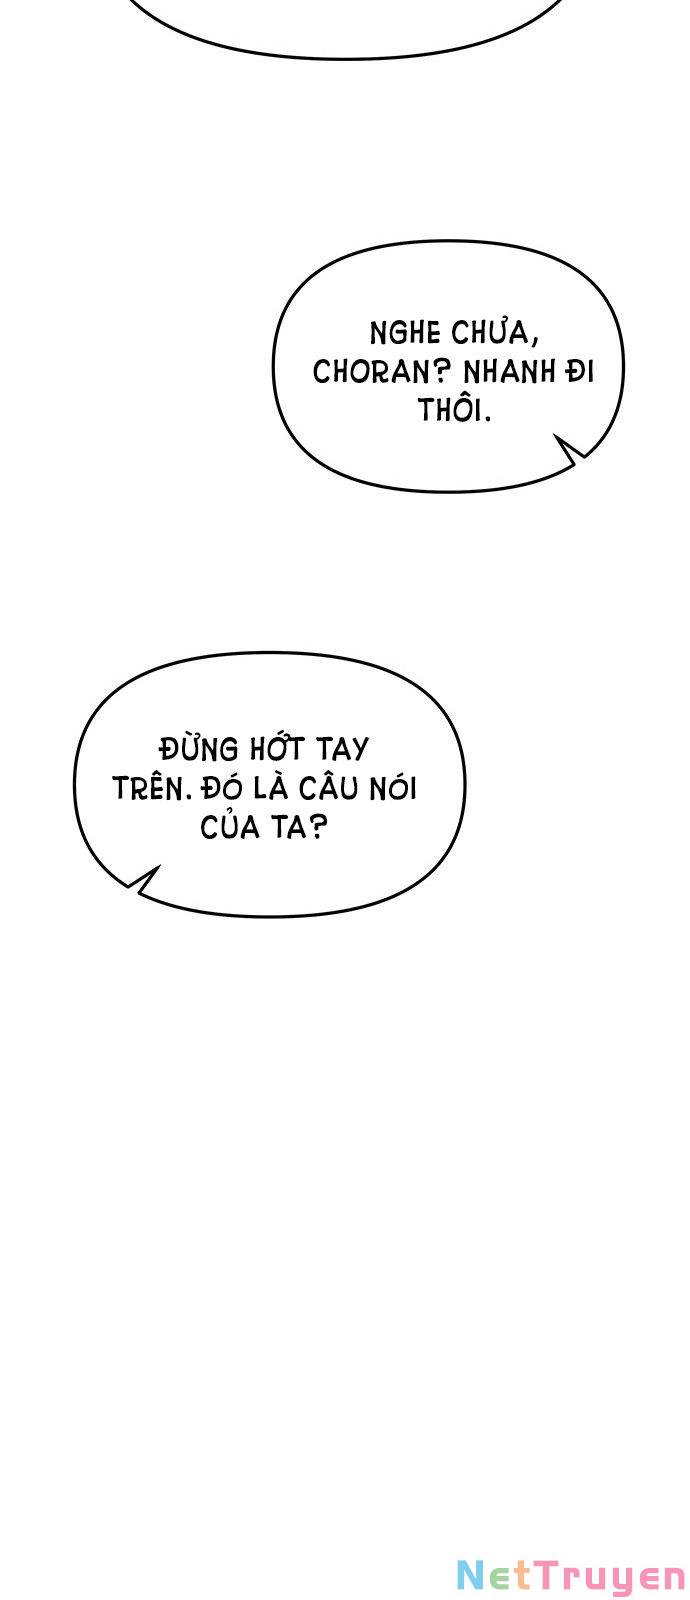 NGHE CHƯA,
CHORAN? NHANH ĐI
THÔI.
ĐỪNG HỚT TAY
TRÊN. ĐÓ LÀ CÂU NÓI
CỦA TA?
NetTruyen